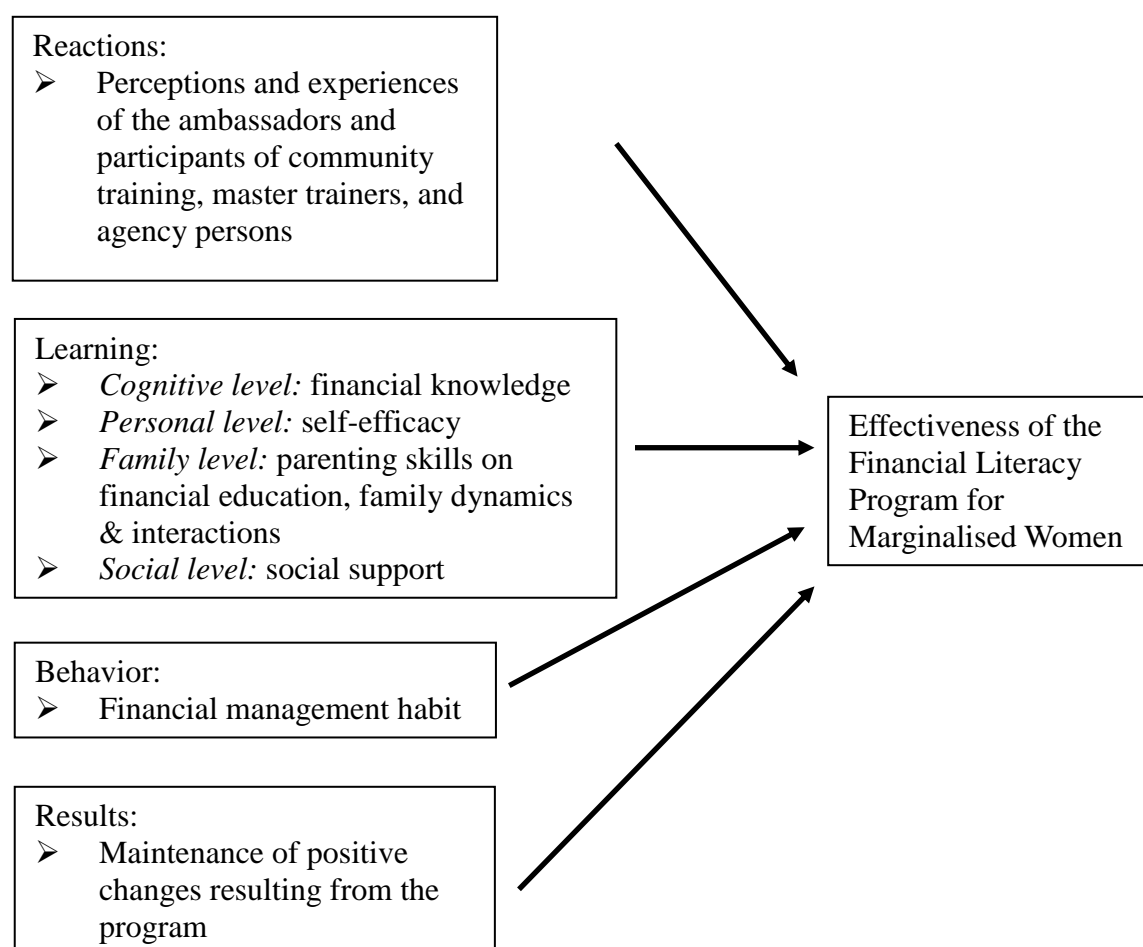 Reactions:
➢ Perceptions and experiences
of the ambassadors and
participants of community
training, master trainers, and
agency persons
Learning:
➢ Cognitive level: financial knowledge
➢ Personal level: self-efficacy
➢ Family level: parenting skills on
financial education, family dynamics
& interactions
➢ Social level: social support
Behavior:
➢ Financial management habit
Results:
➢ Maintenance of positive
changes resulting from the
program
Effectiveness of the
Financial Literacy
Program for
Marginalised Women